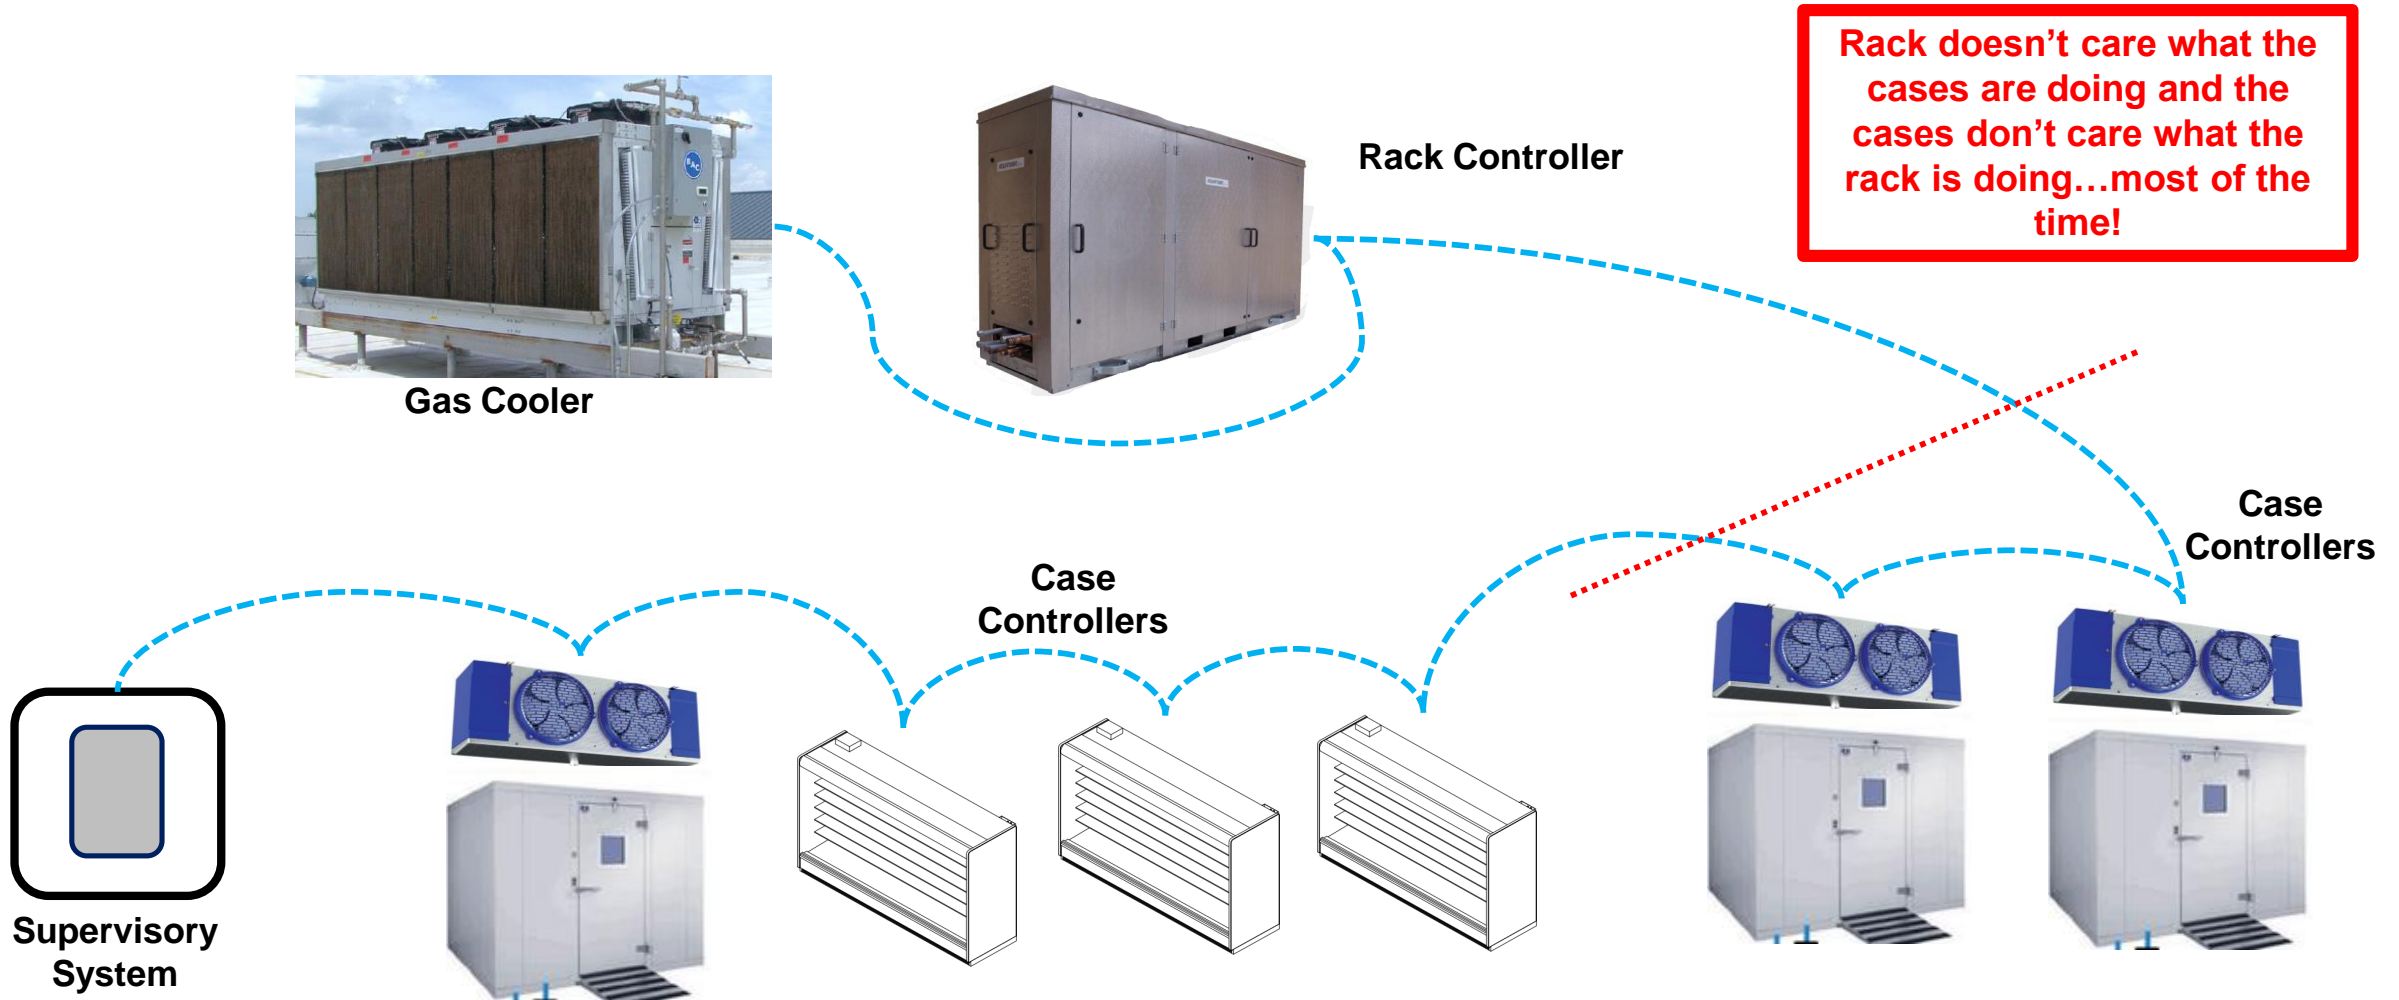 Rack doesn’t care what the
cases are doing and the
cases don’t care what the
rack is doing…most of the
time!
Rack Controller
BAC
Gas Cooler
Case
Controllers
Case
Controllers
Supervisory
System